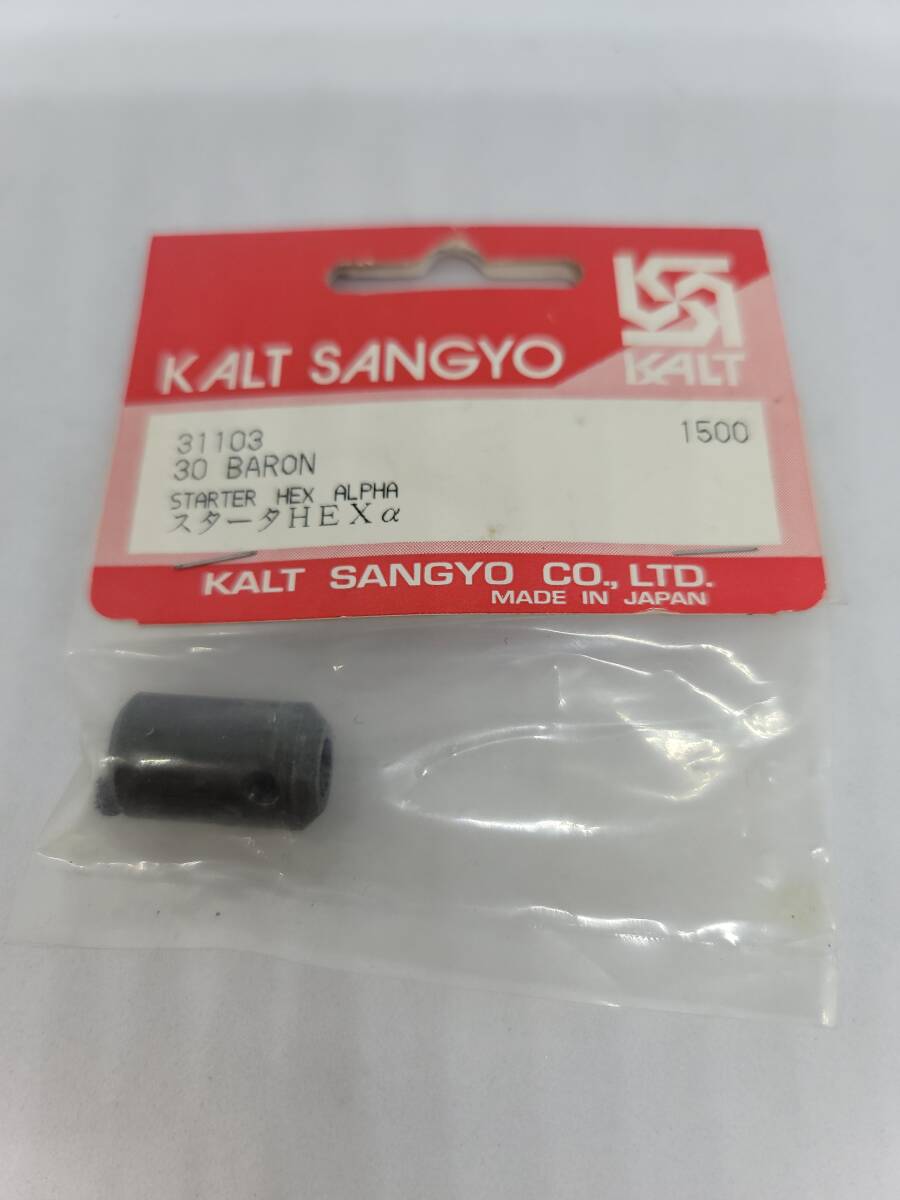 KALT SANGYO
KALT
31103
1500
30 BARON
STARTER HEX ALPHA
スタータHEXα
KALT SANGYO CO., LTD.
MADE IN JAPAN